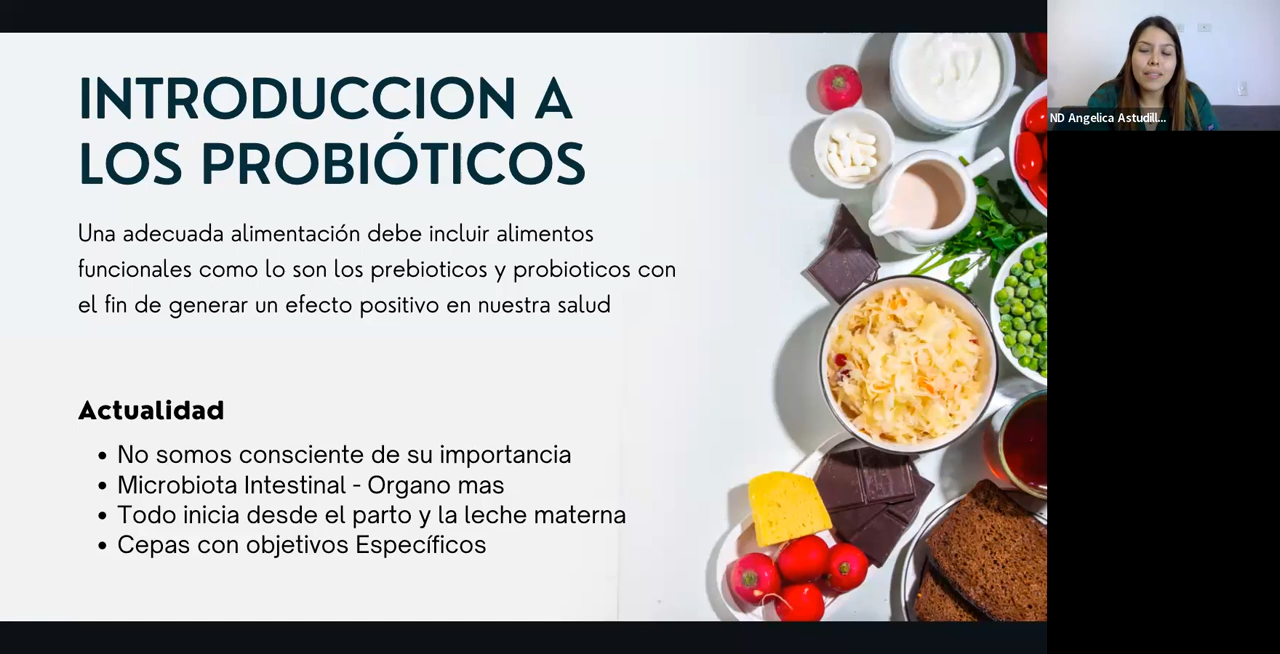 INTRODUCCION A
LOS PROBIÓTICOS
Una adecuada alimentación debe incluir alimentos
funcionales como lo son los prebioticos y probioticos con
el fin de generar un efecto positivo en nuestra salud
Actualidad
No somos consciente de su importancia
Microbiota Intestinal - Organo mas
Todo inicia desde el parto y la leche materna
Cepas con objetivos Específicos
ND Angelica Astudill...